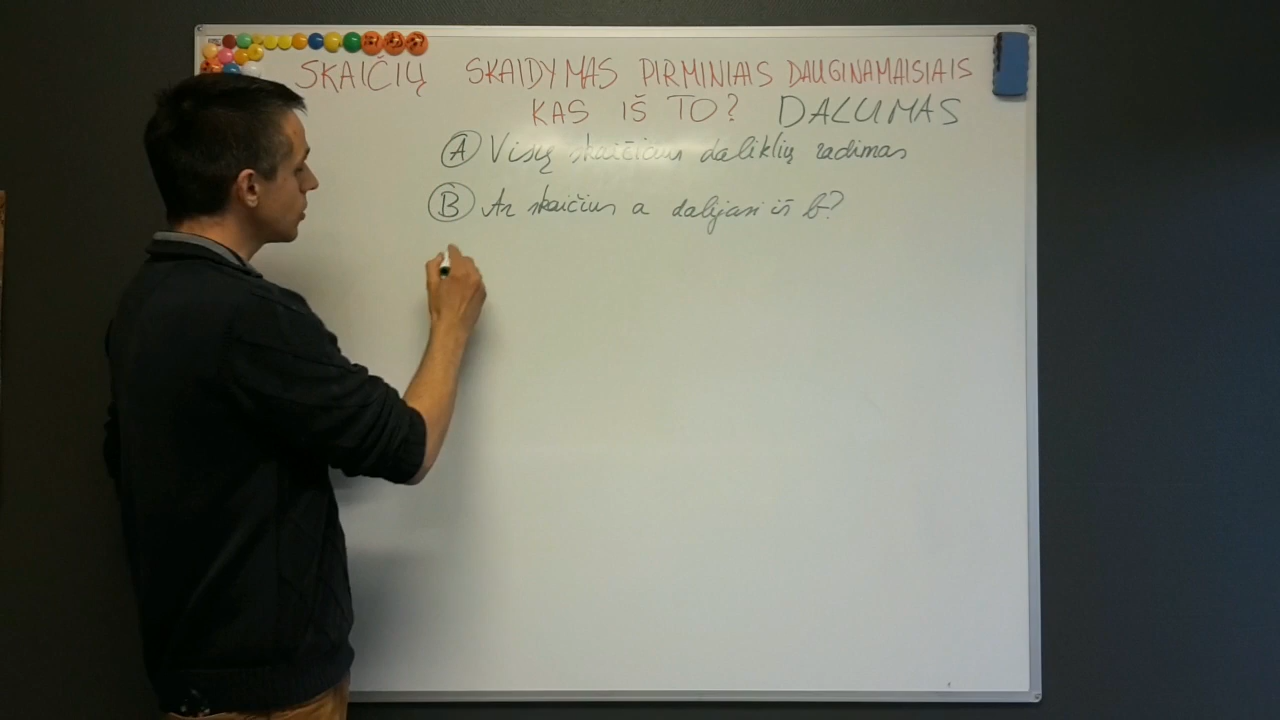 SKAIČIŲ SKAIDYMAS PIRMINIAIS DAUGINAMAISIAIS
KAS IŠ TO? DALUMAS
Ⓐ Visų skaičiaus daliklių radimas
Ⓑ Ar skaičius a dalijasi iš b?